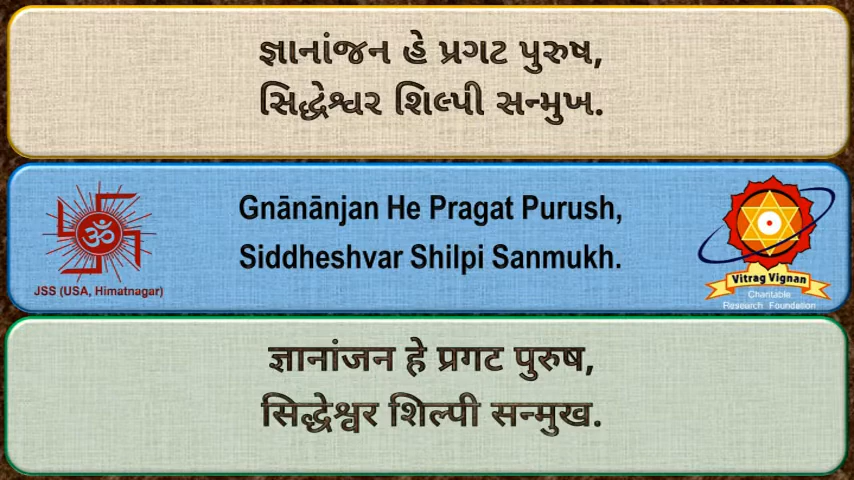 જ્ઞાનાંજન હે પ્રગટ પુરુષ,
સિદ્ધેશ્વર શિલ્પી સન્મુખ.
Gnānānjan He Pragat Purush,
Siddheshvar Shilpi Sanmukh.
ॐ
JSS (USA, Himatnagar)
Vitrag Vignan
Charitable
Research Foundation
ज्ञानांजन हे प्रगट पुरुष,
सिद्धेश्वर शिल्पी सन्मुख.